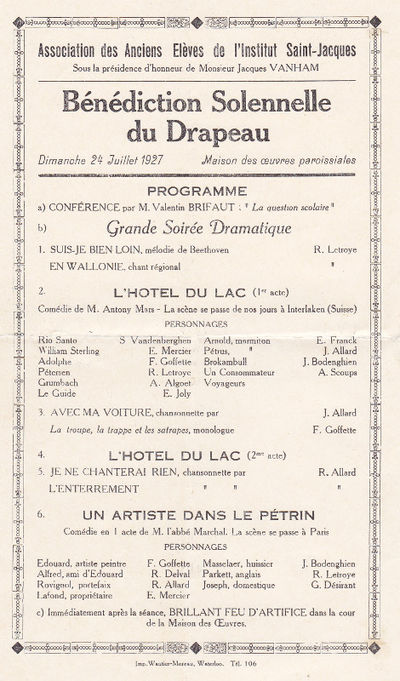 Association des Anciens Elèves de l'Institut Saint-Jacques
Sous la présidence d'honneur de Monsieur Jacques VANHAM
Bénédiction Solennelle
du Drapeau
Dimanche 24 Juillet 1927 Maison des œuvres paroissiales
PROGRAMME
a) CONFÉRENCE par M. Valentin BRIFAUT : " La question scolaire "
b) Grande Soirée Dramatique
1. SUIS-JE BIEN LOIN, mélodie de Beethoven R. Letroye
EN WALLONIE, chant régional "
2. L'HOTEL DU LAC (1er acte)
Comédie de M. Antony Mars - La scène se passe de nos jours à Interlaken (Suisse)
PERSONNAGES
Rio Santo S Vandenberghen Arnold, marmiton E. Franck
William Sterling E. Mercier Pétrus, " J. Allard
Adolphe F. Goffette Brokambull J. Bodenghien
Pétersen R. Letroye Un Consommateur A. Scoups
Grumbach A. Algoet Voyageurs
Le Guide E. Joly
3. AVEC MA VOITURE, chansonnette par J. Allard
La troupe, la trappe et les satrapes, monologue F. Goffette
4. L'HOTEL DU LAC (2me acte)
5. JE NE CHANTERAI RIEN, chansonnette par R. Allard
L'ENTERREMENT " " "
6. UN ARTISTE DANS LE PÉTRIN
Comédie en 1 acte de M. l'abbé Marchal. La scène se passe à Paris
PERSONNAGES
Edouard, artiste peintre F. Goffette Masselaer, huissier J. Bodenghien
Alfred, ami d'Edouard R. Delval Parkett, anglais R. Letroye
Rovignol, portefaix R. Allard Joseph, domestique G. Désirant
Lafond, propriétaire E. Mercier
c) Immédiatement après la séance, BRILLANT FEU D'ARTIFICE dans la cour
de la Maison des Œuvres.
Imp. Wautier-Mereau, Waterloo. Tél. 106